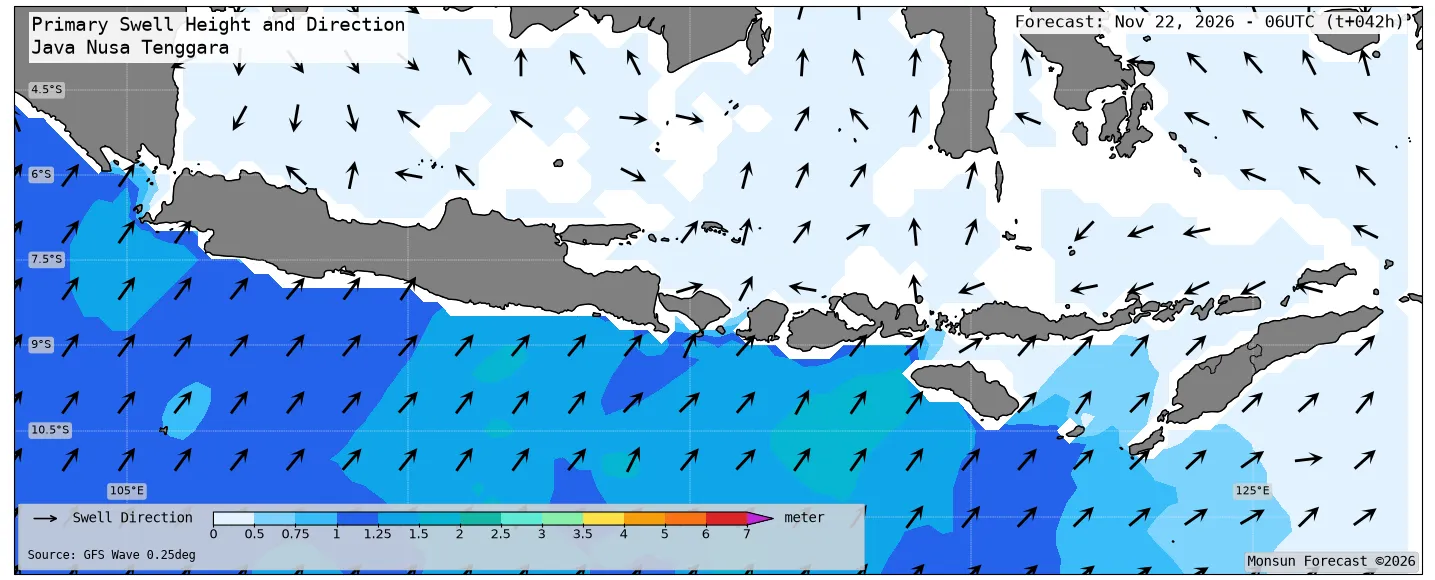 Primary Swell Height and Direction
Java Nusa Tenggara
Forecast: Nov 22, 2026 - 06UTC (t+042h)
4.5°S
6°S
7.5°S
9°S
10.5°S
105°E
125°E
Swell Direction
0 0.5 0.75 1 1.25 1.5 2 2.5 3 3.5 4 5 6 7
meter
Source: GFS Wave 0.25deg
Monsun Forecast ©2026